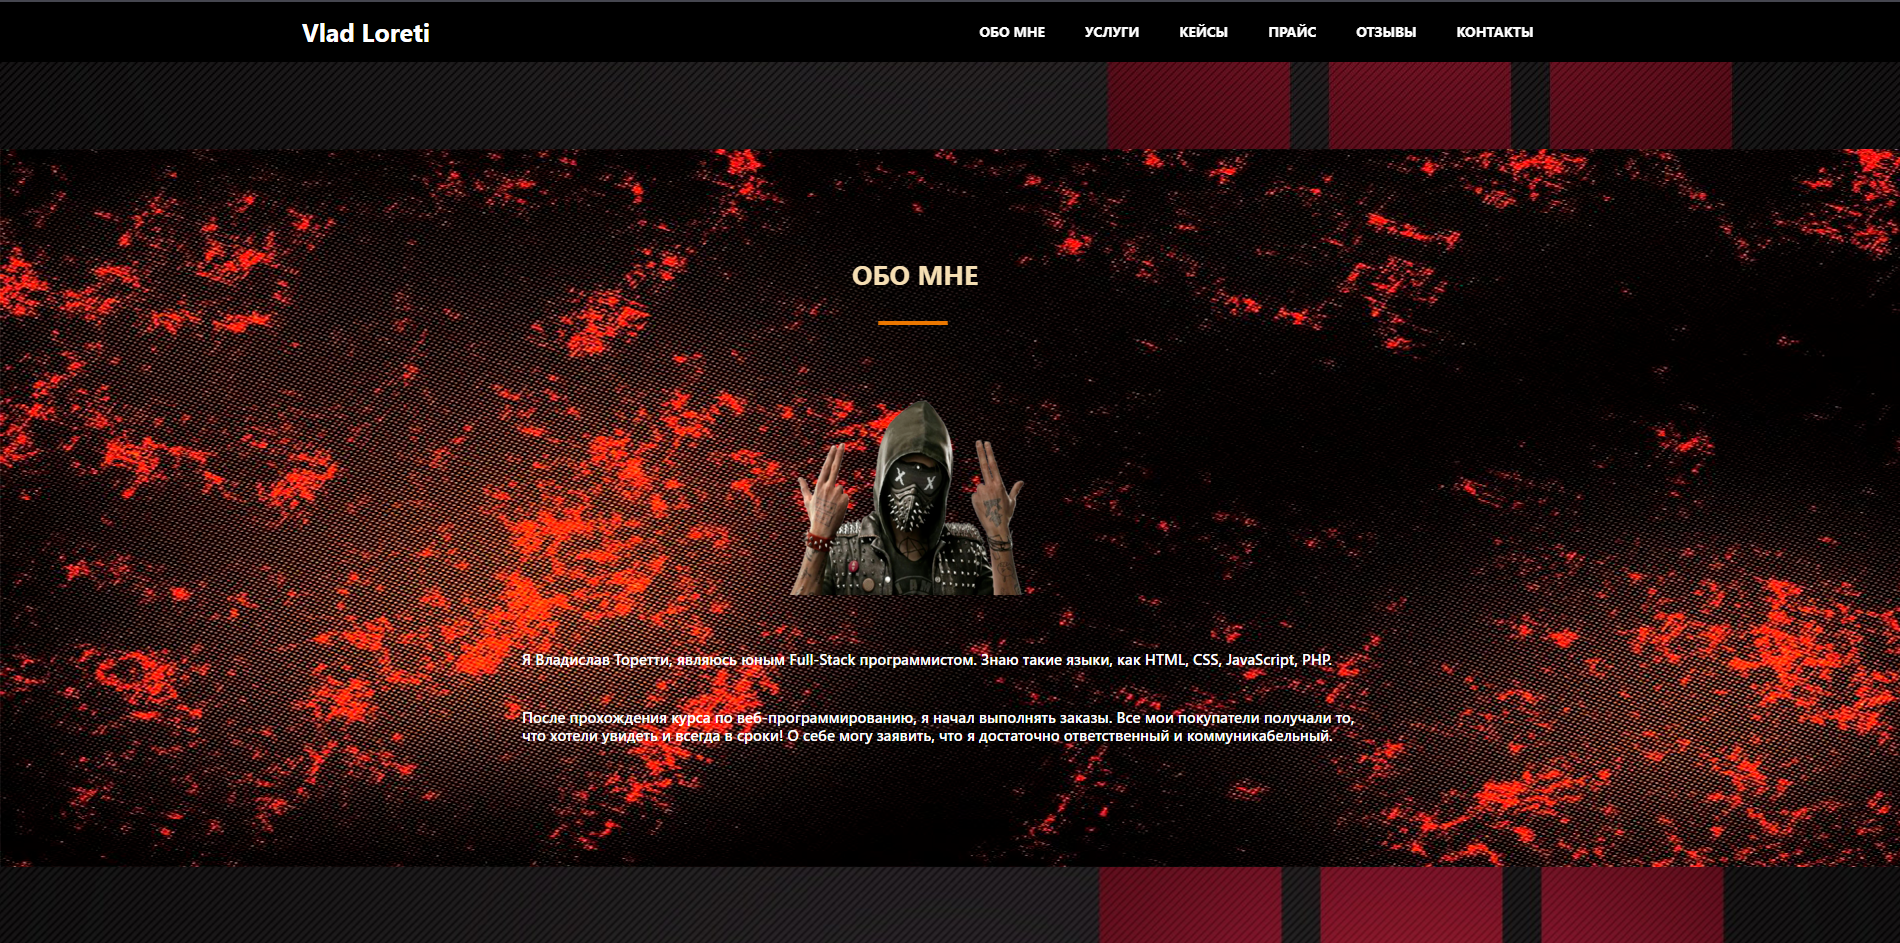 Vlad Loreti
ОБО МНЕ УСЛУГИ КЕЙСЫ ПРАЙС ОТЗЫВЫ КОНТАКТЫ
ОБО МНЕ
Я Владислав Торетти, являюсь юным Full-Stack программистом. Знаю такие языки, как HTML, CSS, JavaScript, PHP.
После прохождения курса по веб-программированию, я начал выполнять заказы. Все мои покупатели получали то,
что хотели увидеть и всегда в сроки! О себе могу заявить, что я достаточно ответственный и коммуникабельный.